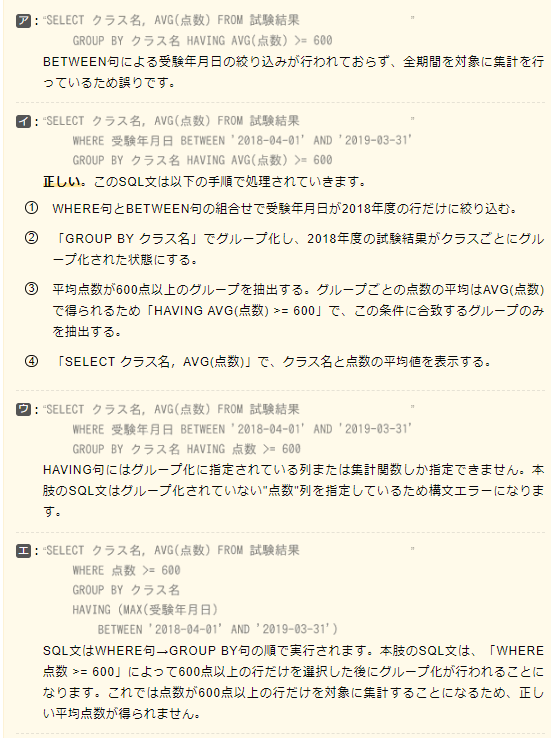 ア:“SELECT クラス名, AVG(点数) FROM 試験結果 ”
GROUP BY クラス名 HAVING AVG(点数) >= 600
BETWEEN句による受験年月日の絞り込みが行われておらず、全期間を対象に集計を行
っているため誤りです。
イ:“SELECT クラス名, AVG(点数) FROM 試験結果 ”
WHERE 受験年月日 BETWEEN '2018-04-01' AND '2019-03-31'
GROUP BY クラス名 HAVING AVG(点数) >= 600
正しい。このSQL文は以下の手順で処理されていきます。
① WHERE句とBETWEEN句の組合せで受験年月日が2018年度の行だけに絞り込む。
② 「GROUP BY クラス名」でグループ化し、2018年度の試験結果がクラスごとにグル
ープ化された状態にする。
③ 平均点数が600点以上のグループを抽出する。グループごとの点数の平均はAVG(点数)
で得られるため「HAVING AVG(点数) >= 600」で、この条件に合致するグループのみ
を抽出する。
④ 「SELECT クラス名，AVG(点数)」で、クラス名と点数の平均値を表示する。
ウ:“SELECT クラス名, AVG(点数) FROM 試験結果 ”
WHERE 受験年月日 BETWEEN '2018-04-01' AND '2019-03-31'
GROUP BY クラス名 HAVING 点数 >= 600
HAVING句にはグループ化に指定されている列または集計関数しか指定できません。本
肢のSQL文はグループ化されていない"点数"列を指定しているため構文エラーになりま
す。
エ:“SELECT クラス名, AVG(点数) FROM 試験結果 ”
WHERE 点数 >= 600
GROUP BY クラス名
HAVING (MAX(受験年月日)
BETWEEN '2018-04-01' AND '2019-03-31')
SQL文はWHERE句→GROUP BY句の順で実行されます。本肢のSQL文は、「WHERE
点数 >= 600」によって600点以上の行だけを選択した後にグループ化が行われることに
なります。これでは点数が600点以上の行だけを対象に集計することになるため、正し
い平均点数が得られません。